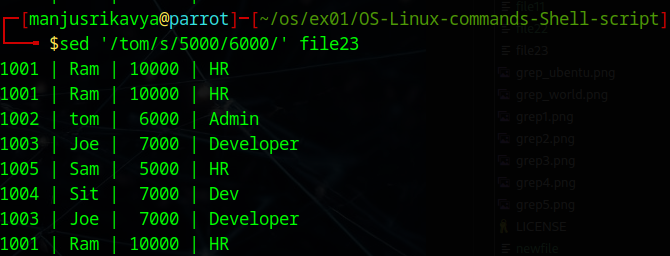 ┌─[manjusrikavya@parrot]─[~/os/ex01/OS-Linux-commands-Shell-script]
└──╼ $sed '/tom/s/5000/6000/' file23
1001 | Ram | 10000 | HR
1001 | Ram | 10000 | HR
1002 | tom |  6000 | Admin
1003 | Joe |  7000 | Developer
1005 | Sam |  5000 | HR
1004 | Sit |  7000 | Dev
1003 | Joe |  7000 | Developer
1001 | Ram | 10000 | HR
file23
grep_ubentu.png
grep_world.png
grep1.png
grep2.png
grep3.png
grep4.png
grep5.png
LICENSE
newfile